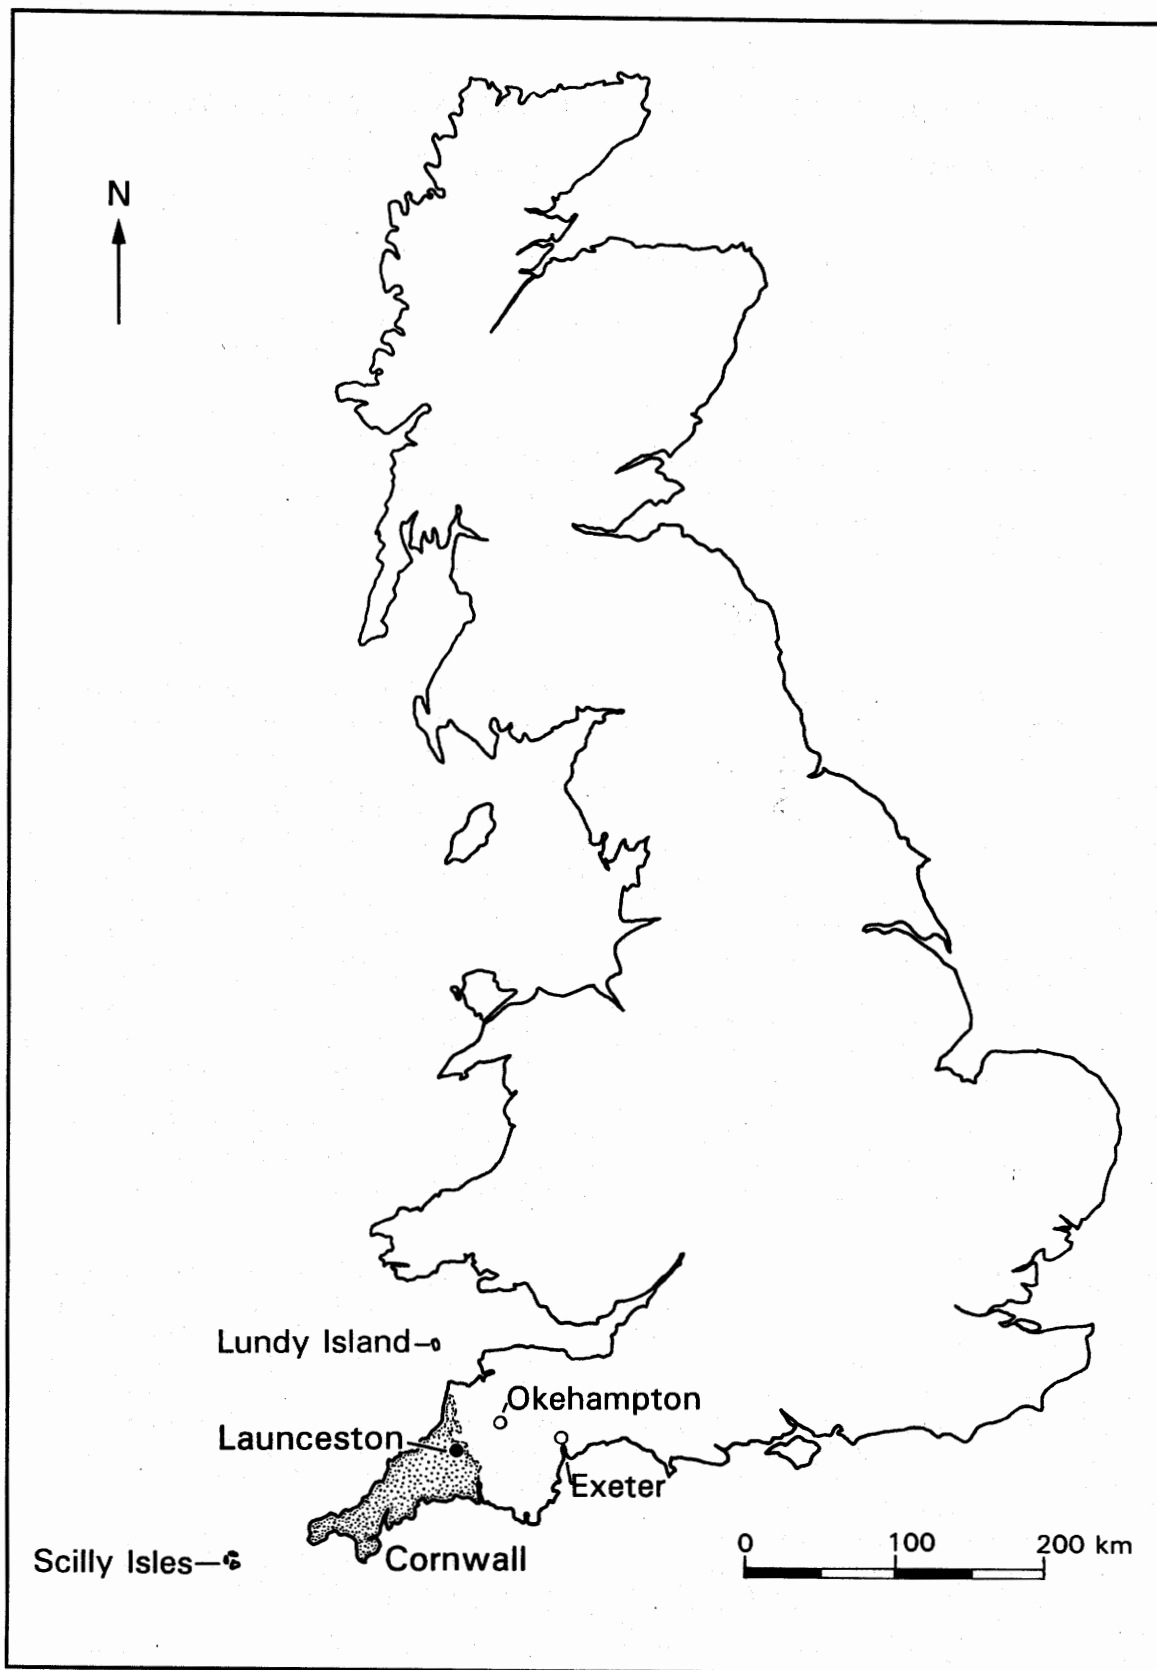 N
Lundy Island
Okehampton
Launceston
Exeter
Scilly Isles
Cornwall
0 100 200 km